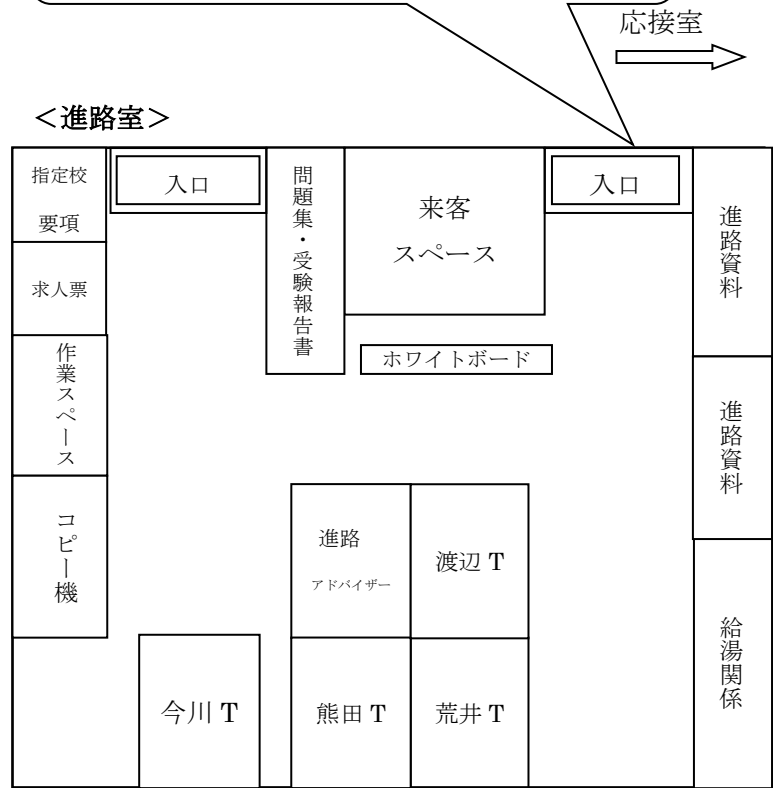 応接室
＜進路室＞
指定校
要項
入口
問題集・受験報告書
来客
スペース
入口
進路資料
求人票
ホワイトボード
作業スペース
進路資料
コピー機
進路
アドバイザー
渡辺 T
給湯関係
今川 T
熊田 T
荒井 T